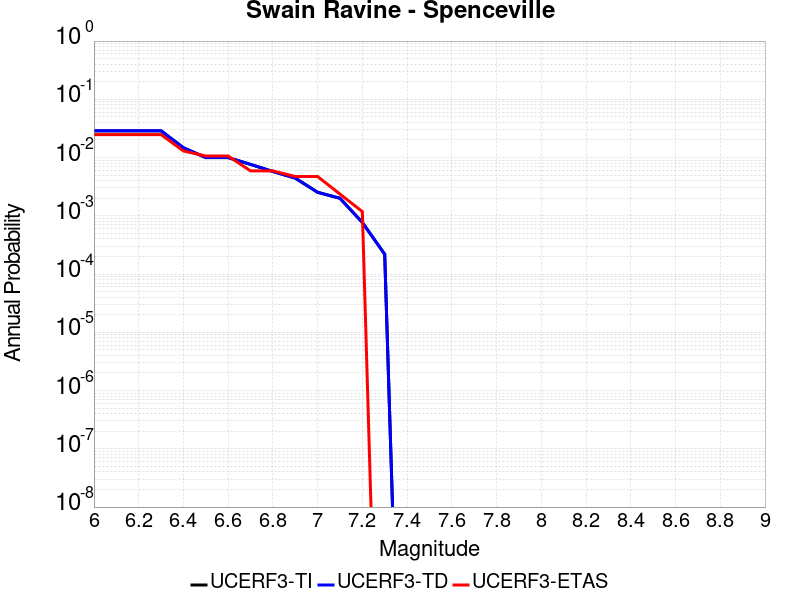 Swain Ravine - Spenceville
10^0
10^-1
10^-2
10^-3
10^-4
10^-5
10^-6
10^-7
10^-8
Annual Probability
6 6.2 6.4 6.6 6.8 7 7.2 7.4 7.6 7.8 8 8.2 8.4 8.6 8.8 9
Magnitude
UCERF3-TI UCERF3-TD UCERF3-ETAS